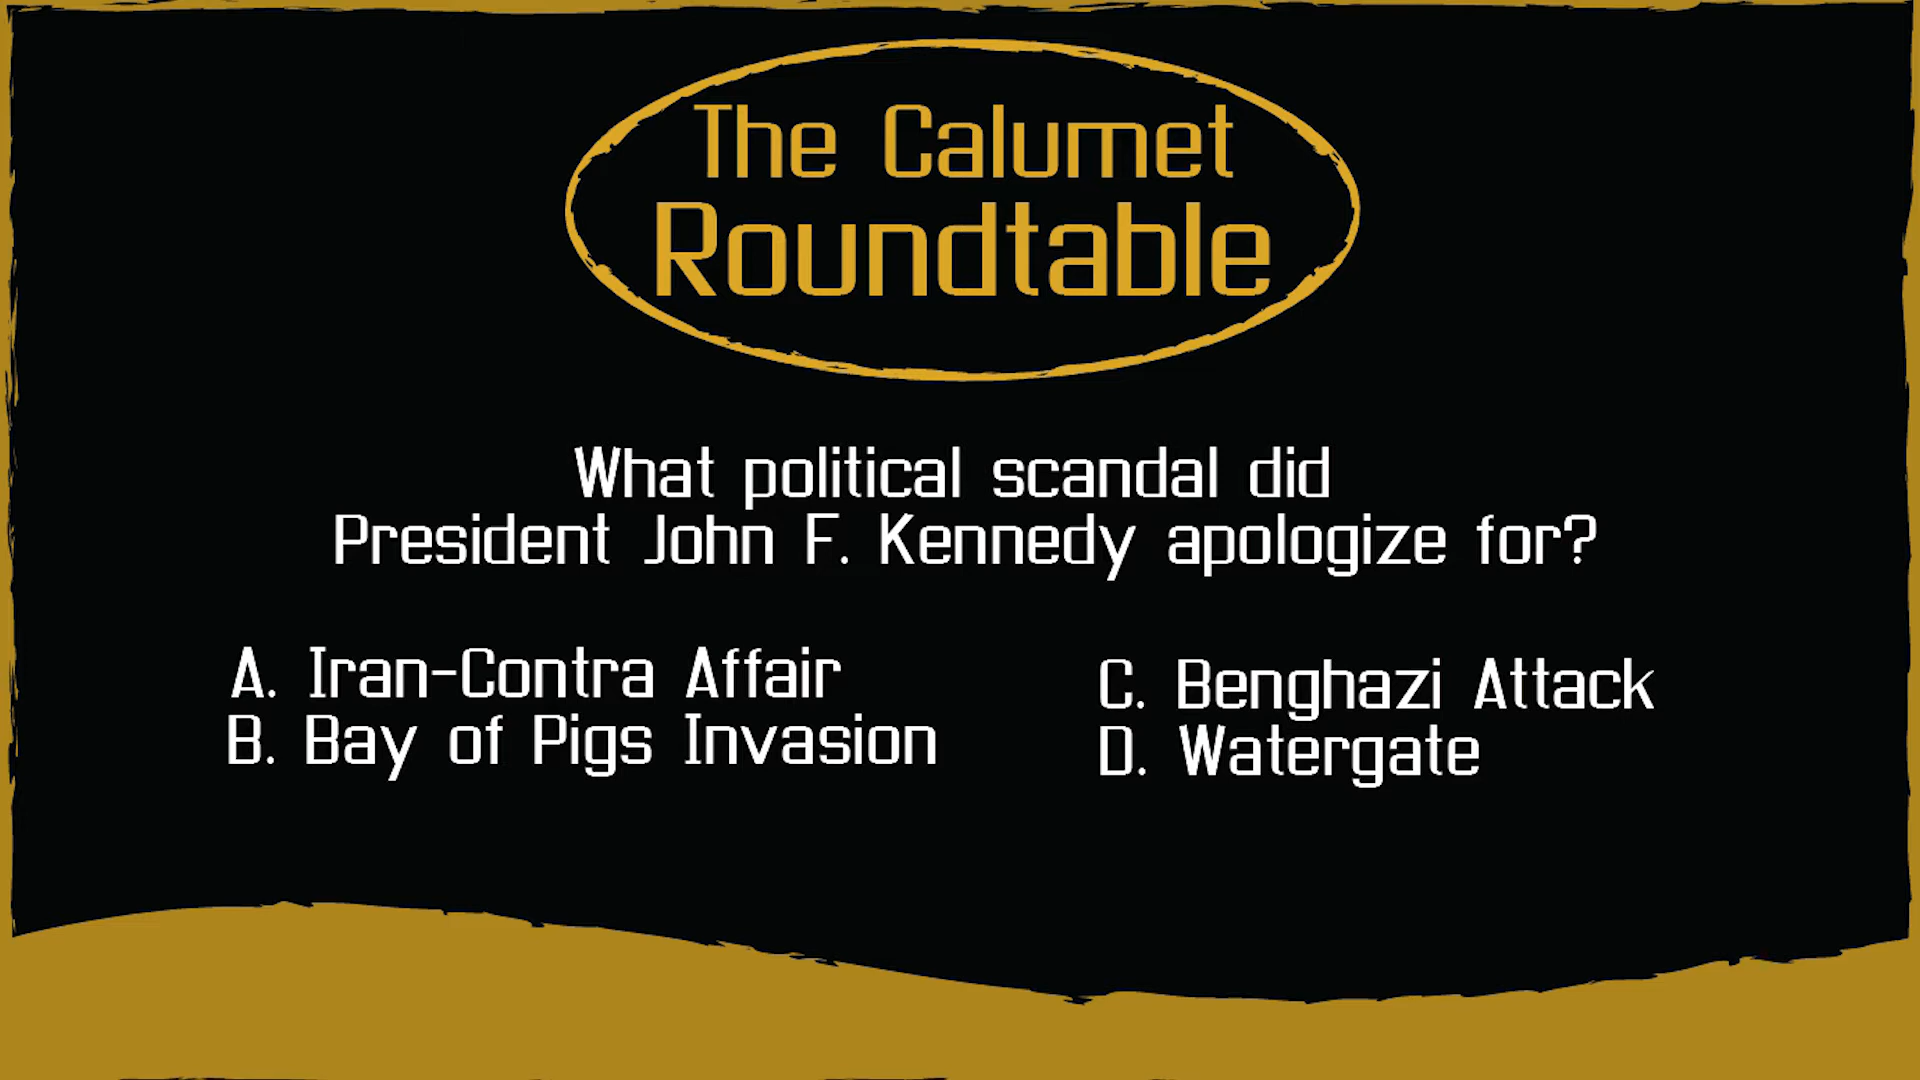 The Calumet
Roundtable
What political scandal did
President John F. Kennedy apologize for?
A. Iran-Contra Affair
B. Bay of Pigs Invasion
C. Benghazi Attack
D. Watergate